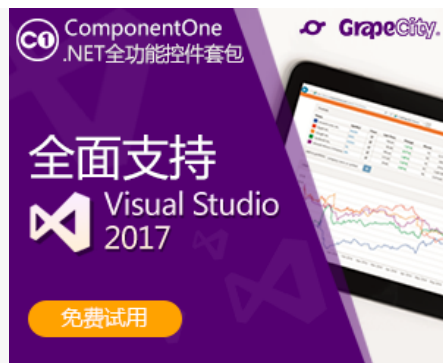 C1 ComponentOne
.NET全功能控件套包
GrapeCity.
全面支持
Visual Studio
2017
免费试用